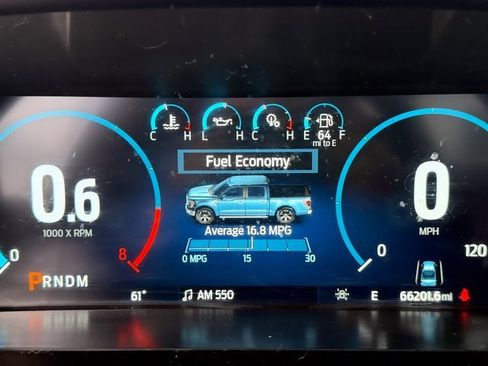 C H L H C H E 64 F
mi to E
Fuel Economy
0.6
1000 X RPM
0
8
Average 16.8 MPG
0 MPG 15 30
0
MPH
0 120
PRNDM
61°
AM 550
E
66201.6 mi